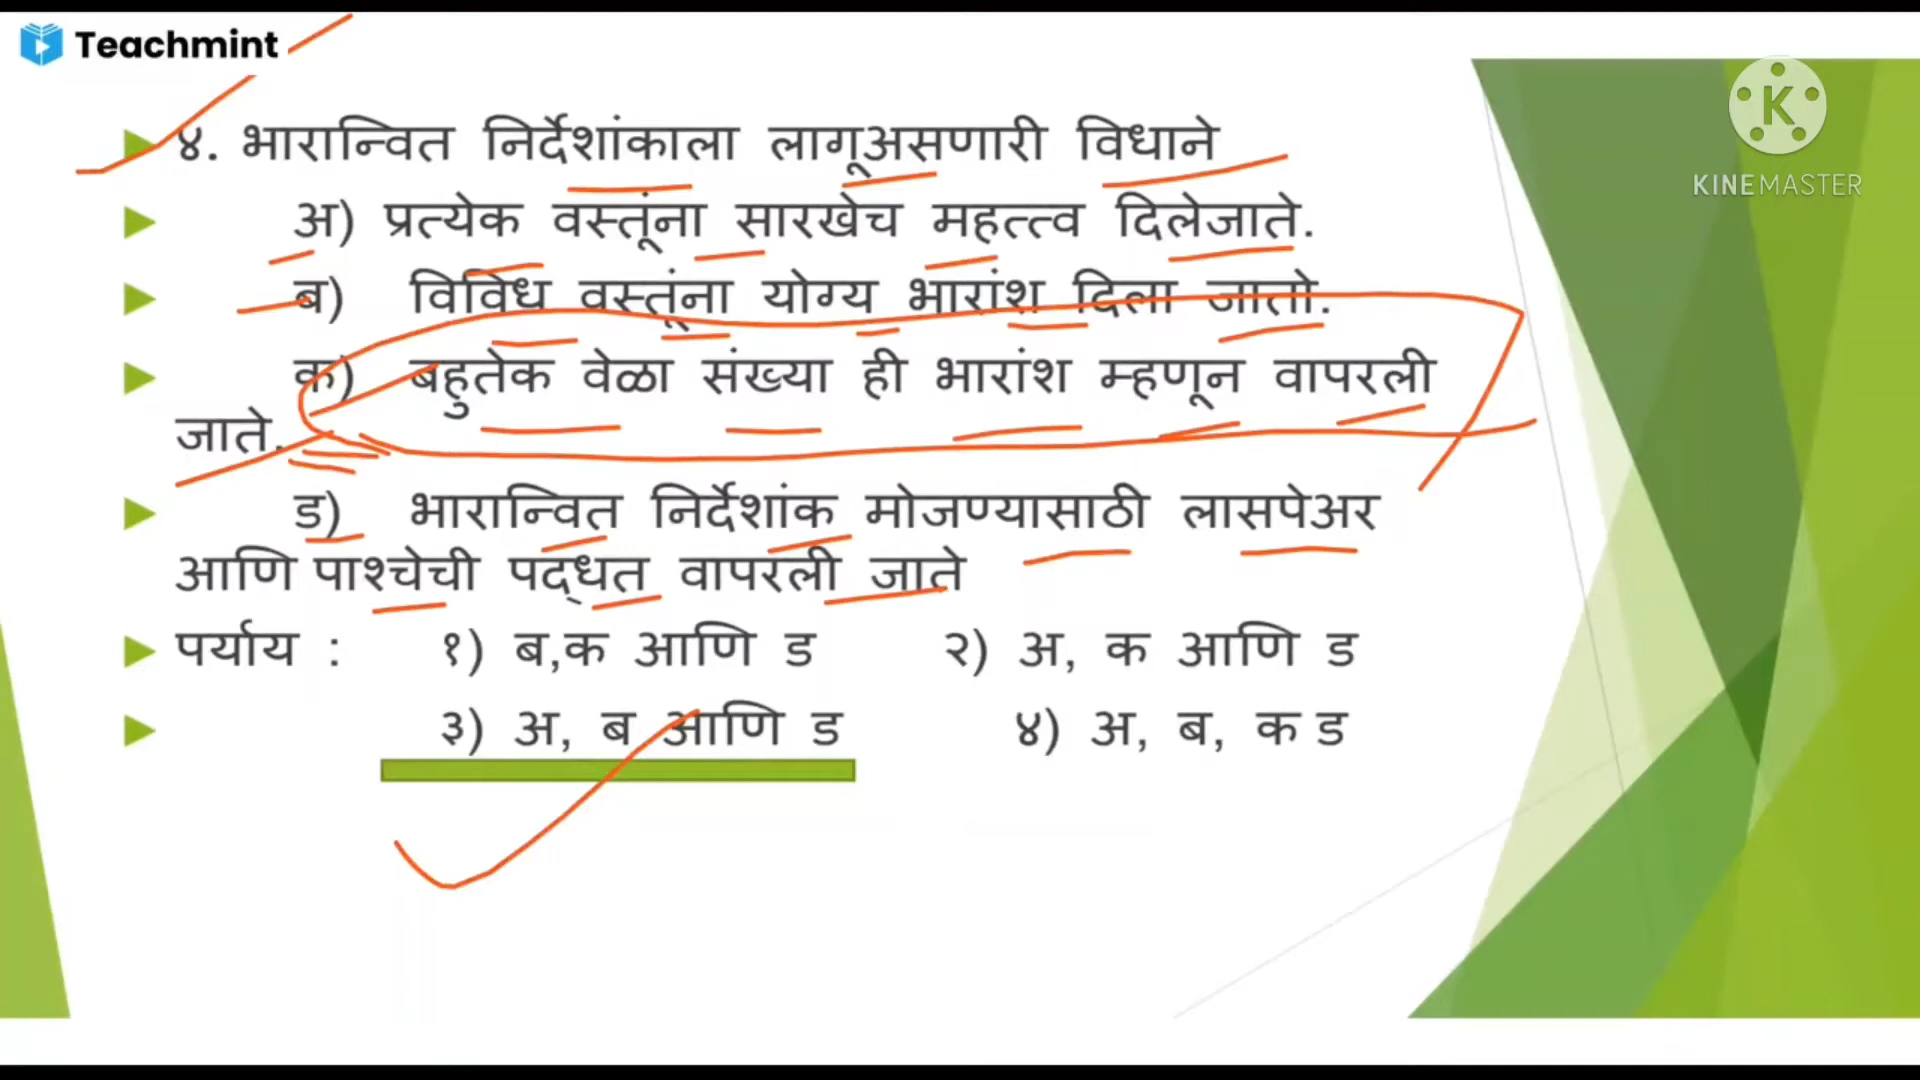 Teachmint
K
KINEMASTER
४. भारान्वित निर्देशांकाला लागूअसणारी विधाने
अ) प्रत्येक वस्तूंना सारखेच महत्त्व दिलेजाते.
ब) विविध वस्तूंना योग्य भारांश दिला जातो.
क) बहुतेक वेळा संख्या ही भारांश म्हणून वापरली
जाते.
ड) भारान्वित निर्देशांक मोजण्यासाठी लासपेअर
आणि पाश्चेची पद्धत वापरली जाते
पर्याय : १) ब,क आणि ड २) अ, क आणि ड
३) अ, ब आणि ड ४) अ, ब, क ड